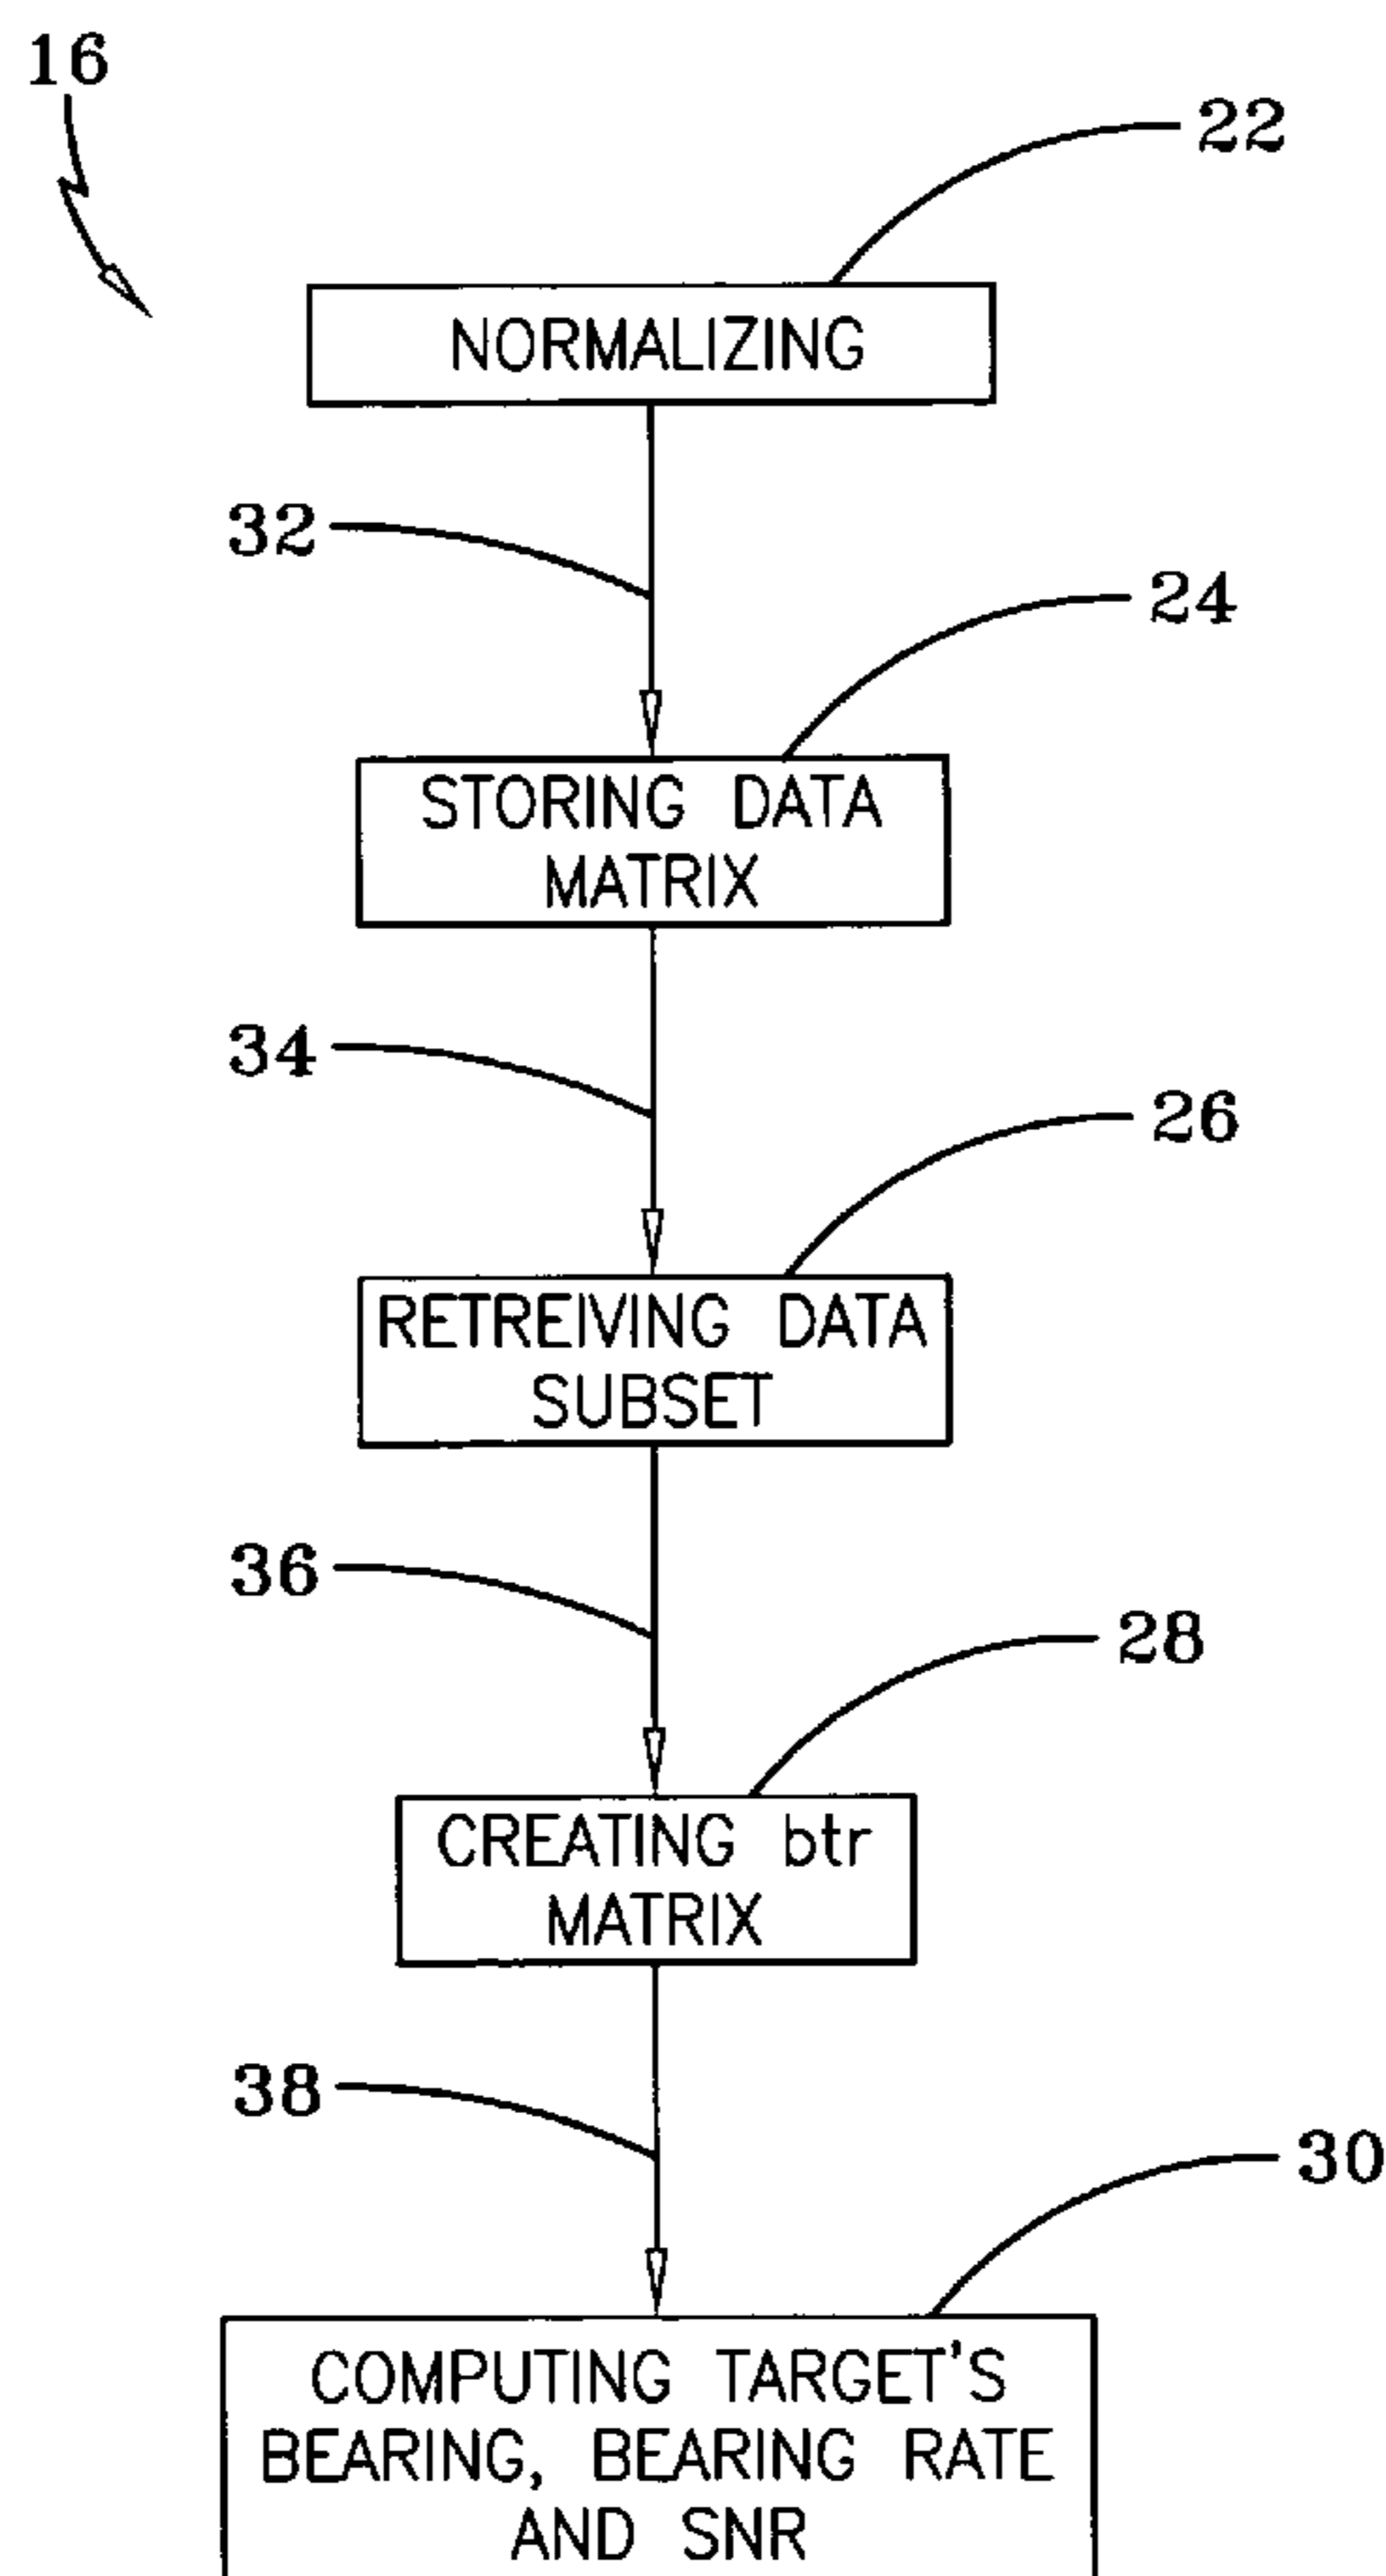 16
22
NORMALIZING
32
24
STORING DATA
MATRIX
34
26
RETREIVING DATA
SUBSET
36
28
CREATING btr
MATRIX
38
30
COMPUTING TARGET'S
BEARING, BEARING RATE
AND SNR